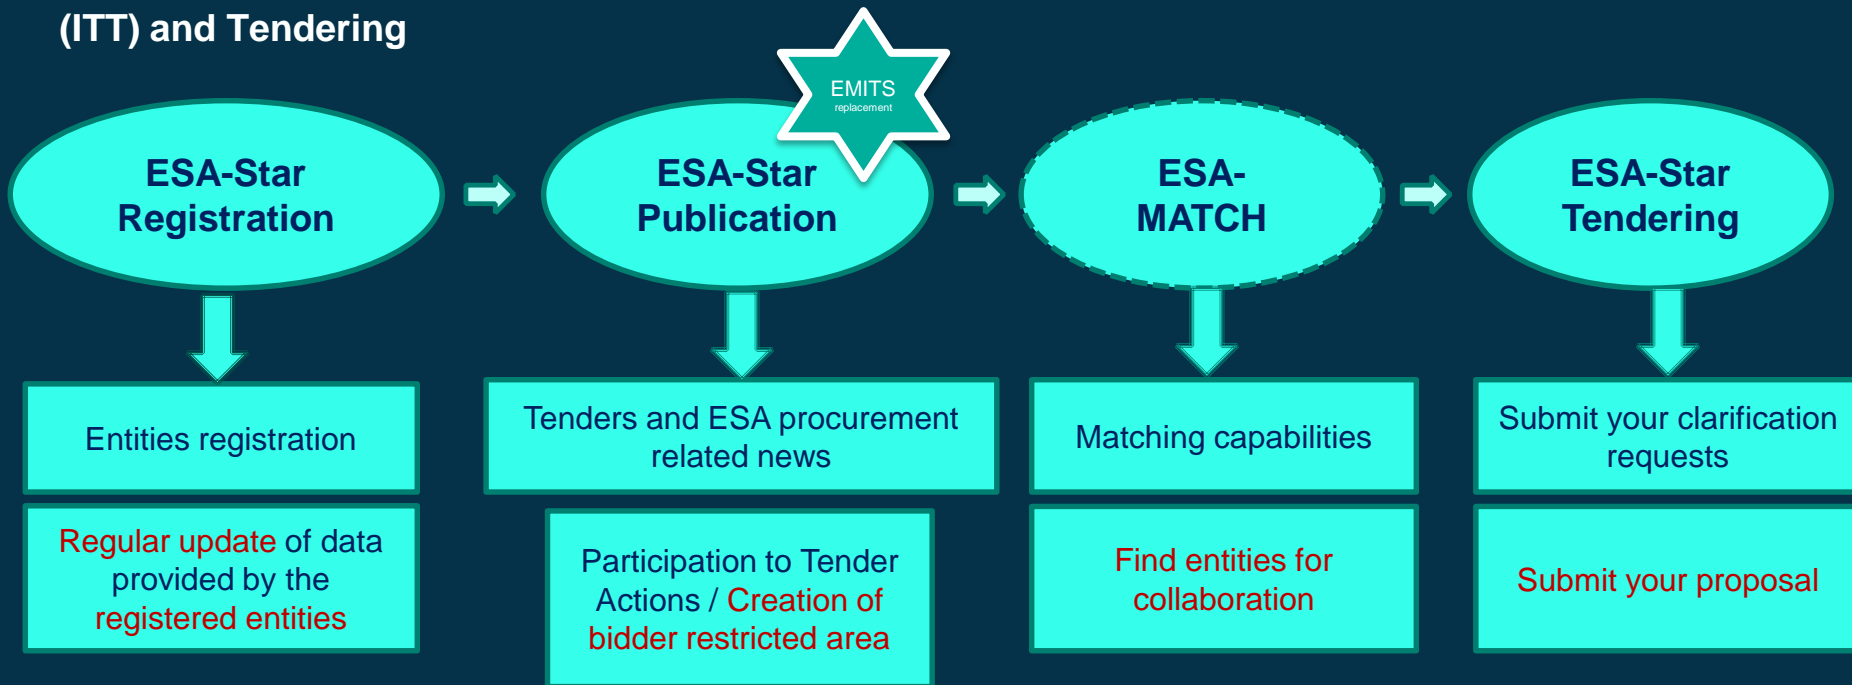 (ITT) and Tendering
EMITS
replacement
ESA-Star
Registration
ESA-Star
Publication
ESA-
MATCH
ESA-Star
Tendering
Entities registration
Regular update of data
provided by the
registered entities
Tenders and ESA procurement
related news
Participation to Tender
Actions / Creation of
bidder restricted area
Matching capabilities
Find entities for
collaboration
Submit your clarification
requests
Submit your proposal